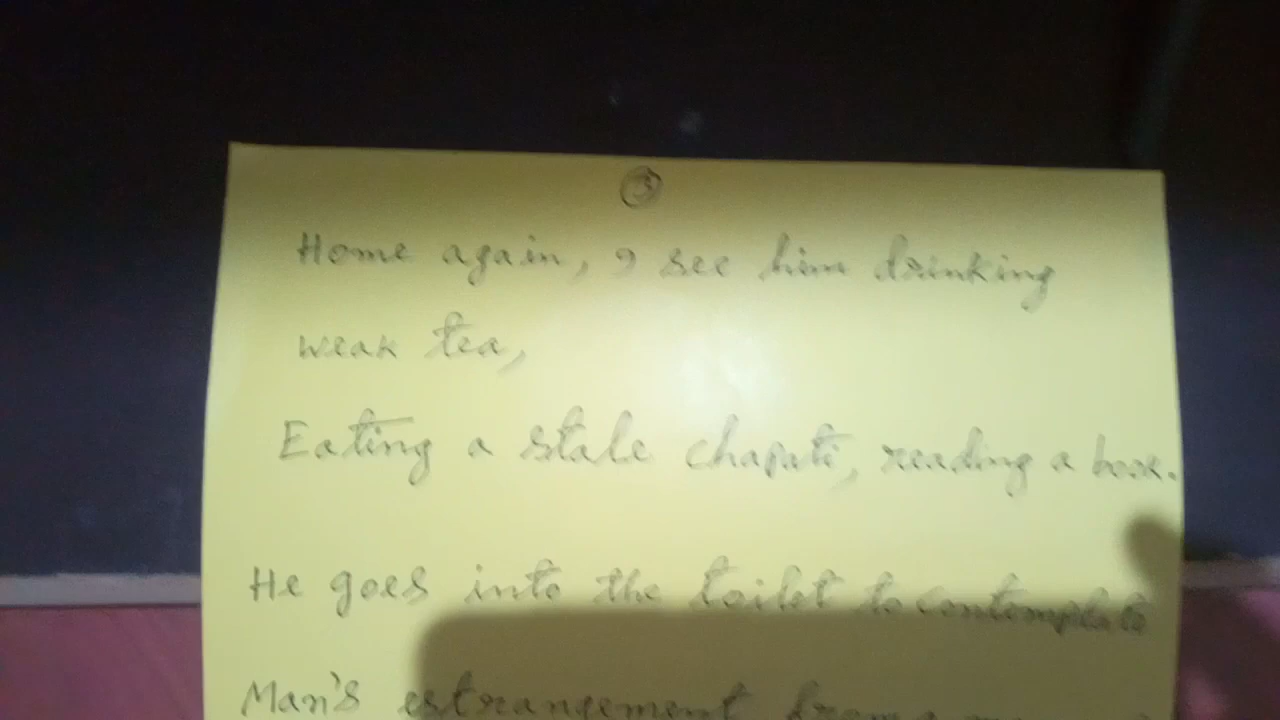 ③
Home again, I see him drinking
weak tea,
Eating a stale chapati, reading a book.
He goes into the toilet to contemplate
Man's estrangement from a